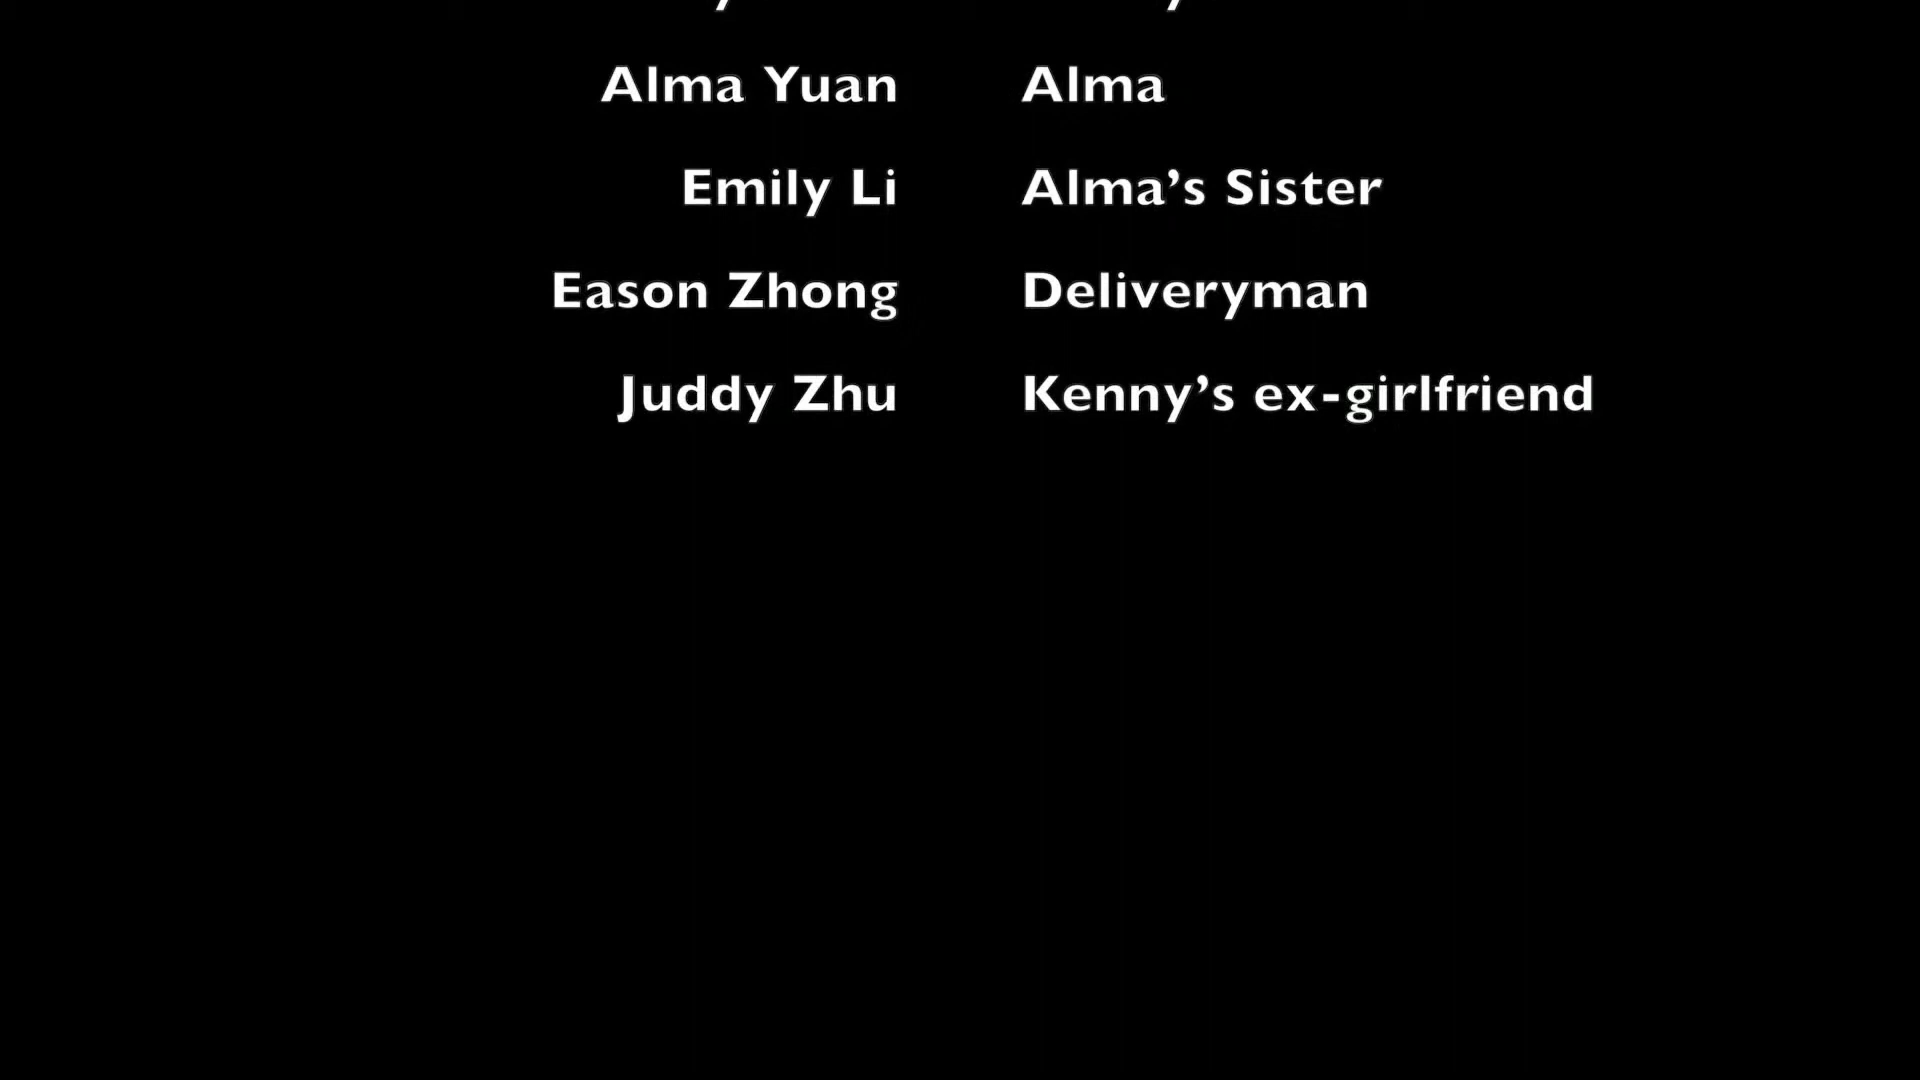 Alma Yuan Alma
Emily Li Alma’s Sister
Eason Zhong Deliveryman
Juddy Zhu Kenny’s ex-girlfriend